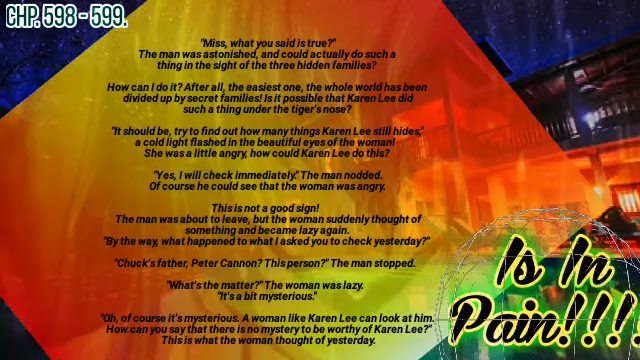 CHP. 598 - 599.
"Miss, what you said is true?"
The man was astonished, and could actually do such a
thing in the sight of the three hidden families?
How can I do it? After all, the easiest one, the whole world has been
divided up by secret families! Is it possible that Karen Lee did
such a thing under the tiger's nose?
"It should be, try to find out how many things Karen Lee still hides,"
a cold light flashed in the beautiful eyes of the woman!
She was a little angry, how could Karen Lee do this?
"Yes, I will check immediately." The man nodded.
Of course he could see that the woman was angry.
This is not a good sign!
The man was about to leave, but the woman suddenly thought of
something and became lazy again.
"By the way, what happened to what I asked you to check yesterday?"
"Chuck's father, Peter Cannon? This person?" The man stopped.
"What's the matter?" The woman was lazy.
"It's a bit mysterious."
"Oh, of course it's mysterious. A woman like Karen Lee can look at him.
How can you say that there is no mystery to be worthy of Karen Lee?"
This is what the woman thought of yesterday.
Is In
Pain!!!!